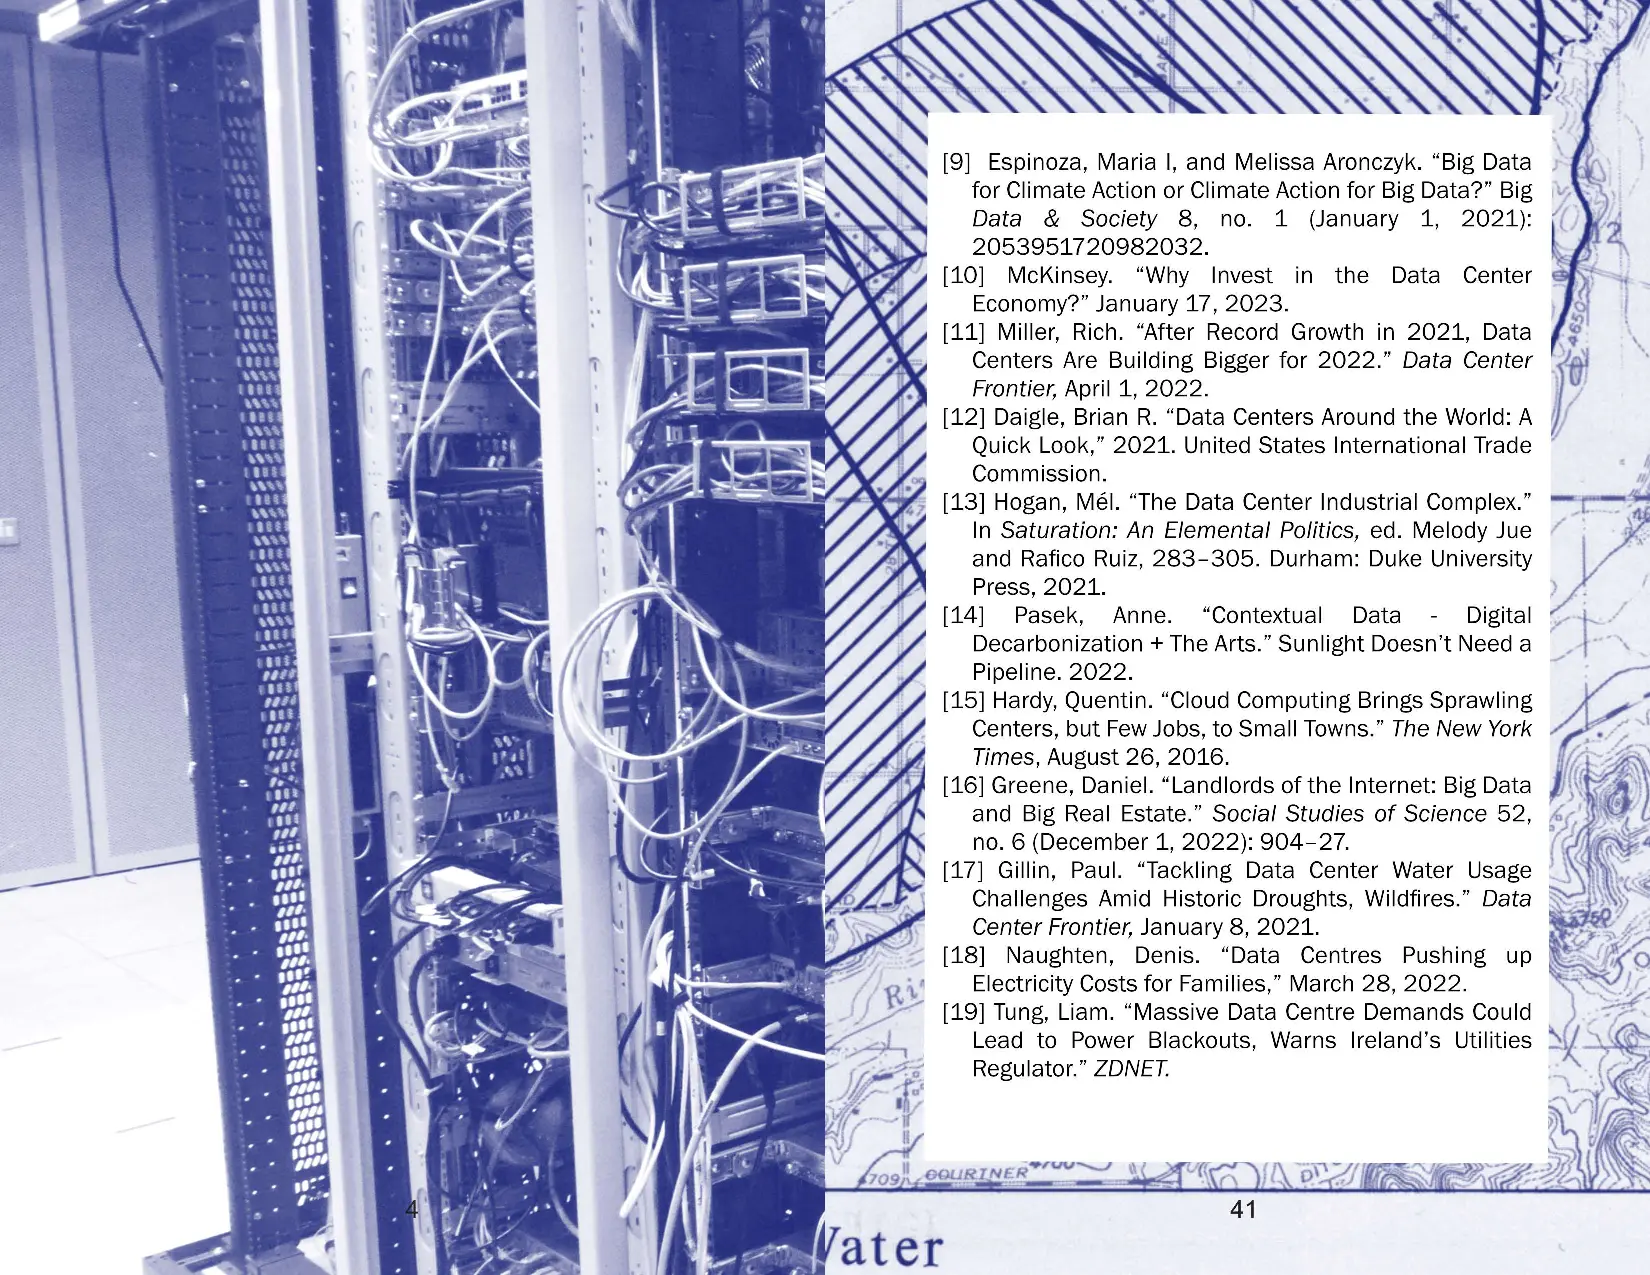 [9] Espinoza, Maria I, and Melissa Aronczyk. “Big Data
for Climate Action or Climate Action for Big Data?” Big
Data & Society 8, no. 1 (January 1, 2021):
2053951720982032.
[10] McKinsey. “Why Invest in the Data Center
Economy?” January 17, 2023.
[11] Miller, Rich. “After Record Growth in 2021, Data
Centers Are Building Bigger for 2022.” Data Center
Frontier, April 1, 2022.
[12] Daigle, Brian R. “Data Centers Around the World: A
Quick Look,” 2021. United States International Trade
Commission.
[13] Hogan, Mél. “The Data Center Industrial Complex.”
In Saturation: An Elemental Politics, ed. Melody Jue
and Rafico Ruiz, 283–305. Durham: Duke University
Press, 2021.
[14] Pasek, Anne. “Contextual Data - Digital
Decarbonization + The Arts.” Sunlight Doesn’t Need a
Pipeline. 2022.
[15] Hardy, Quentin. “Cloud Computing Brings Sprawling
Centers, but Few Jobs, to Small Towns.” The New York
Times, August 26, 2016.
[16] Greene, Daniel. “Landlords of the Internet: Big Data
and Big Real Estate.” Social Studies of Science 52,
no. 6 (December 1, 2022): 904–27.
[17] Gillin, Paul. “Tackling Data Center Water Usage
Challenges Amid Historic Droughts, Wildfires.” Data
Center Frontier, January 8, 2021.
[18] Naughten, Denis. “Data Centres Pushing up
Electricity Costs for Families,” March 28, 2022.
[19] Tung, Liam. “Massive Data Centre Demands Could
Lead to Power Blackouts, Warns Ireland’s Utilities
Regulator.” ZDNET.
12
4650
4709
COURTNER
4
41
Water